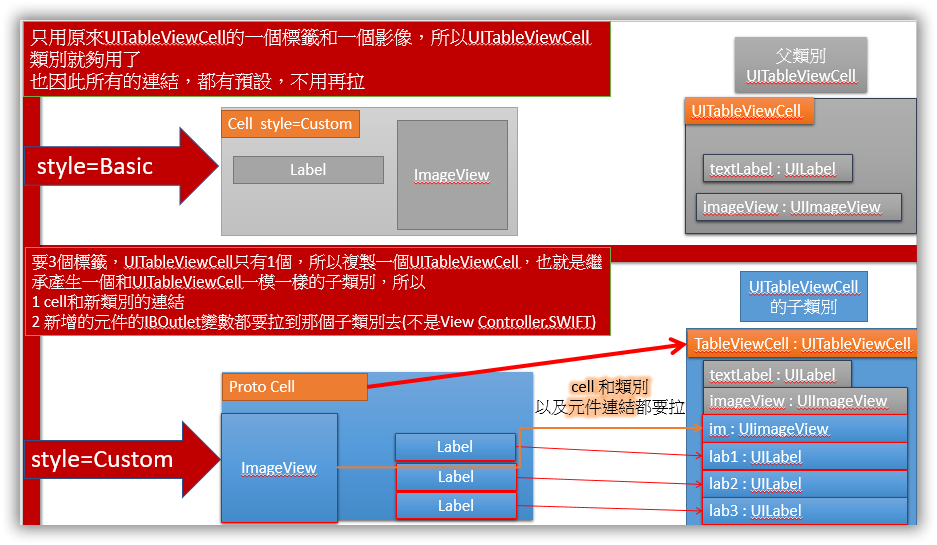 只用原來UITableViewCell的一個標籤和一個影像，所以UITableViewCell
類別就夠用了
也因此所有的連結，都有預設，不用再拉
父類別
UITableViewCell
style=Basic
Cell style=Custom
Label
ImageView
UITableViewCell
textLabel : UILabel
imageView : UIImageView
要3個標籤，UITableViewCell只有1個，所以複製一個UITableViewCell，也就是繼
承產生一個和UITableViewCell一模一樣的子類別，所以
1 cell和新類別的連結
2 新增的元件的IBOutlet變數都要拉到那個子類別去(不是View Controller.SWIFT)
UITableViewCell
的子類別
style=Custom
Proto Cell
ImageView
Label
Label
Label
cell 和類別
以及元件連結都要拉
TableViewCell : UITableViewCell
textLabel : UILabel
imageView : UIImageView
im : UIimageView
lab1 : UILabel
lab2 : UILabel
lab3 : UILabel